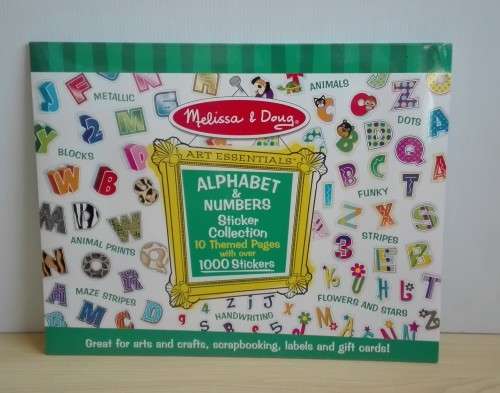 Melissa & Doug
ART ESSENTIALS
ALPHABET
&
NUMBERS
Sticker
Collection
10 Themed Pages
with over
1000 Stickers
METALLIC
ANIMALS
DOTS
BLOCKS
FUNKY
ANIMAL PRINTS
STRIPES
MAZE STRIPES
FLOWERS AND STARS
HANDWRITING
Great for arts and crafts, scrapbooking, labels and gift cards!